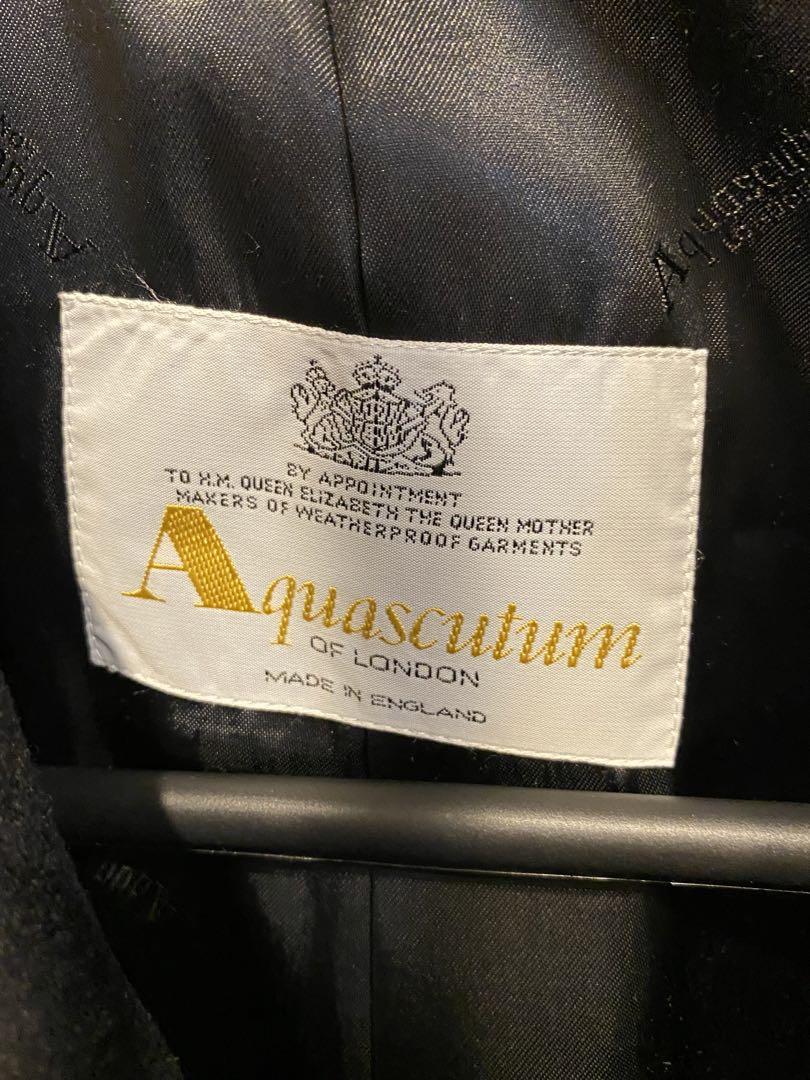 BY APPOINTMENT
TO H.M. QUEEN ELIZABETH THE QUEEN MOTHER
MAKERS OF WEATHERPROOF GARMENTS
Aquascutum
OF LONDON
MADE IN ENGLAND